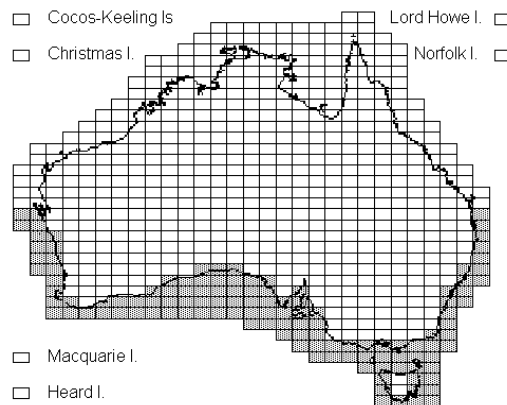 Cocos-Keeling Is
Lord Howe I.
Christmas I.
Norfolk I.
Macquarie I.
Heard I.